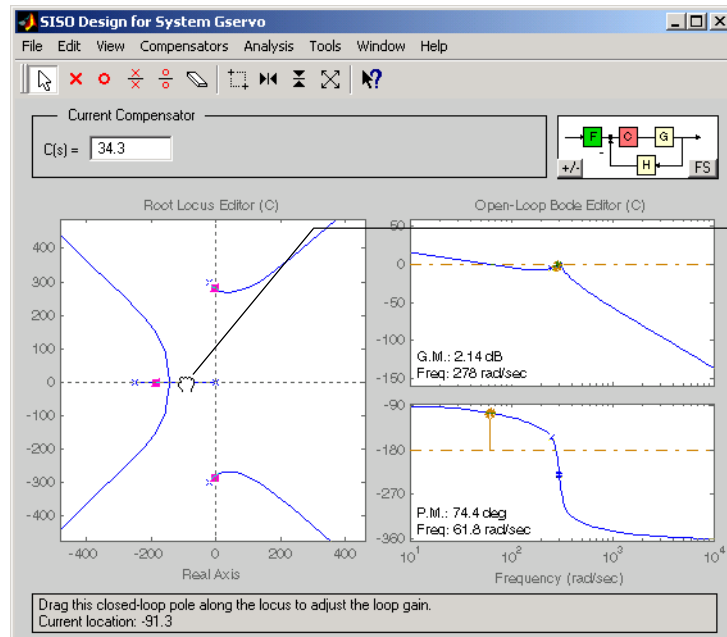 SISO Design for System Gservo
File Edit View Compensators Analysis Tools Window Help
Current Compensator
C(s) = 34.3
F C G
H
+/- FS
Root Locus Editor (C)
400
300
200
100
0
-100
-200
-300
-400
-400 -200 0 200 400
Real Axis
Open-Loop Bode Editor (C)
50
0
-50
-100
-150
G.M.: 2.14 dB
Freq: 278 rad/sec
-90
-180
-270
-360
P.M.: 74.4 deg
Freq: 61.8 rad/sec
10^1 10^2 10^3 10^4
Frequency (rad/sec)
Drag this closed-loop pole along the locus to adjust the loop gain.
Current location: -91.3